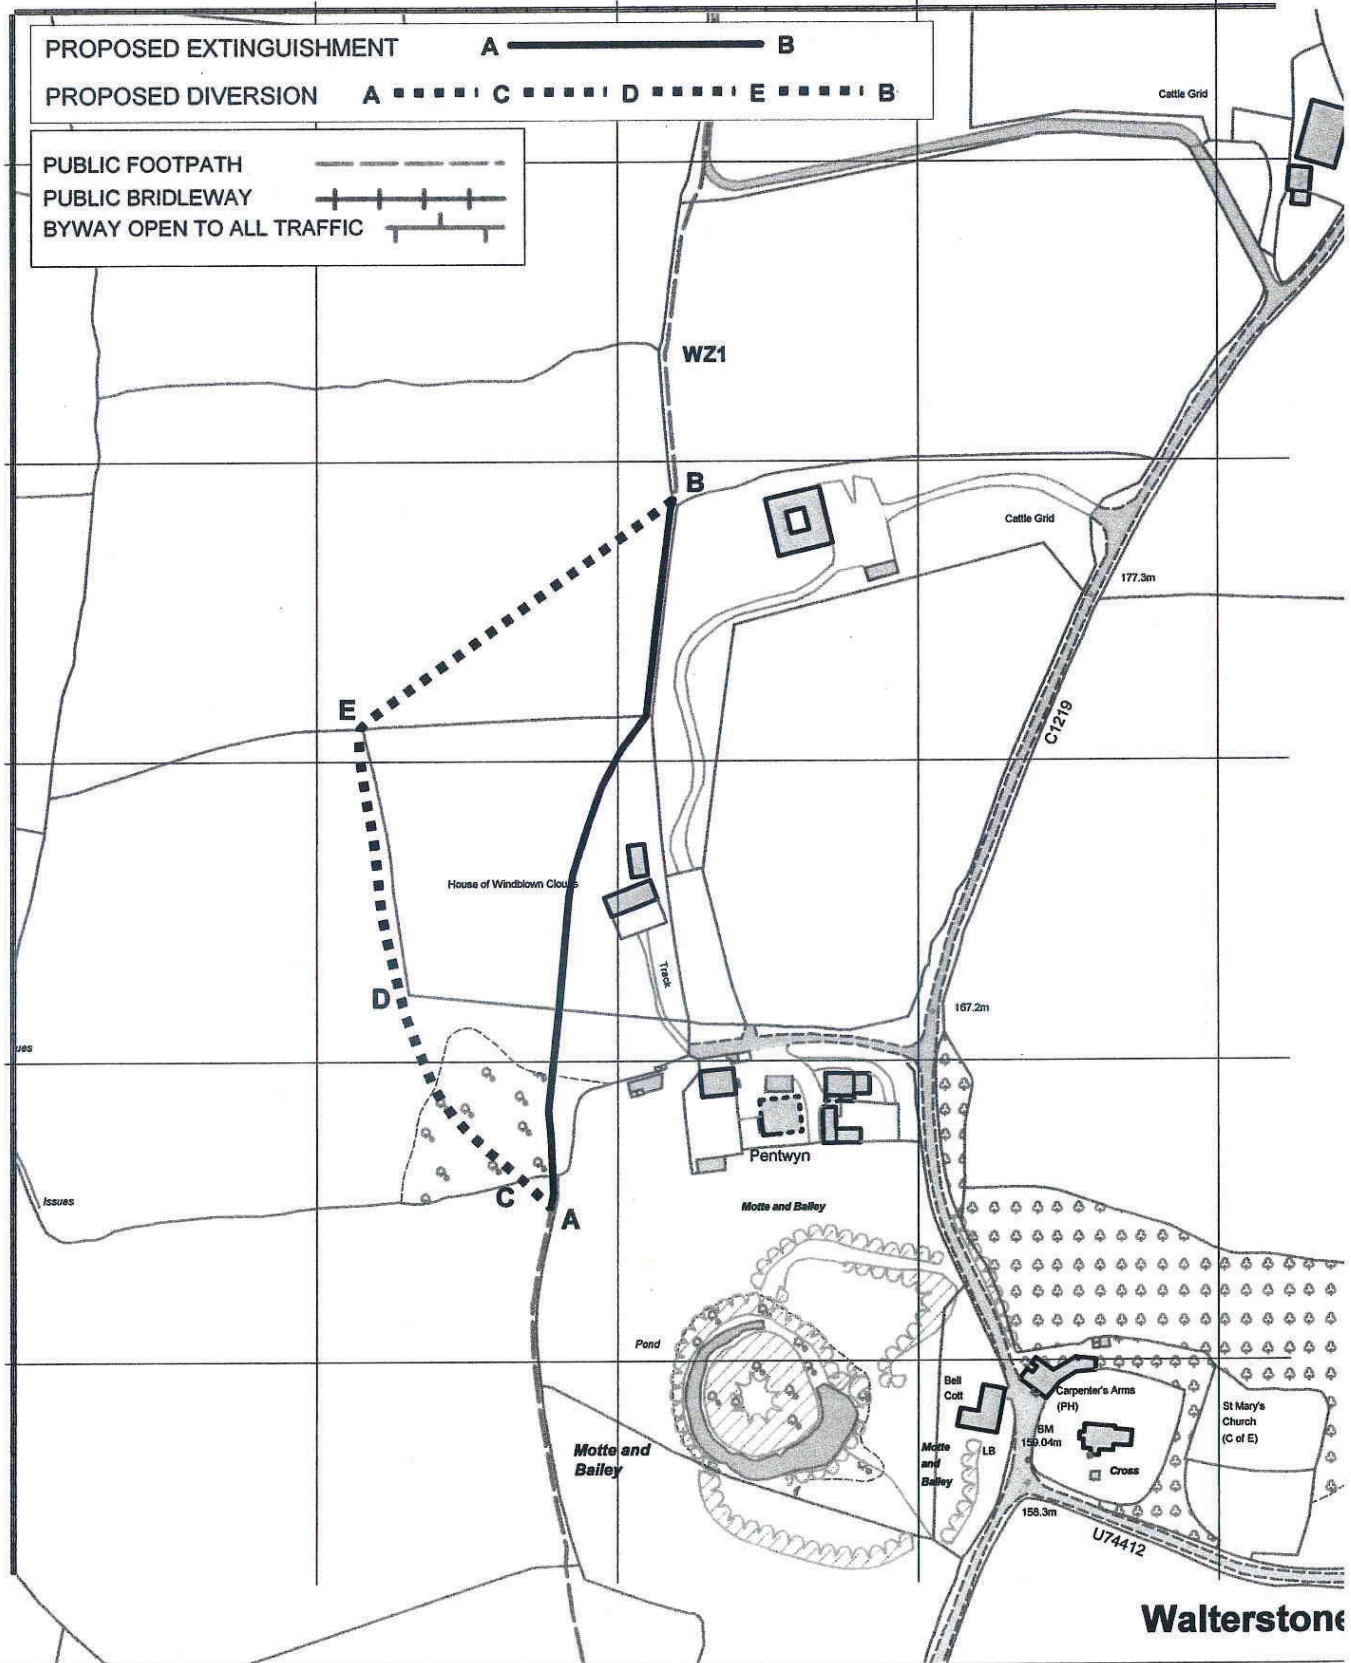 PROPOSED EXTINGUISHMENT A B
PROPOSED DIVERSION A C D E B
PUBLIC FOOTPATH
PUBLIC BRIDLEWAY
BYWAY OPEN TO ALL TRAFFIC
Cattle Grid
WZ1
B
Cattle Grid
177.3m
E
C1219
House of Windblown
Track
D
167.2m
Pentwyn
Issues
C
A
Motte and Bailey
Pond
Bell
Cott
Carpenter's Arms
(PH)
St Mary's
Church
(C of E)
BM
159.04m
LB
Motte and
Bailey
Motte
and
Bailey
Cross
158.3m
U74412
Walterstone